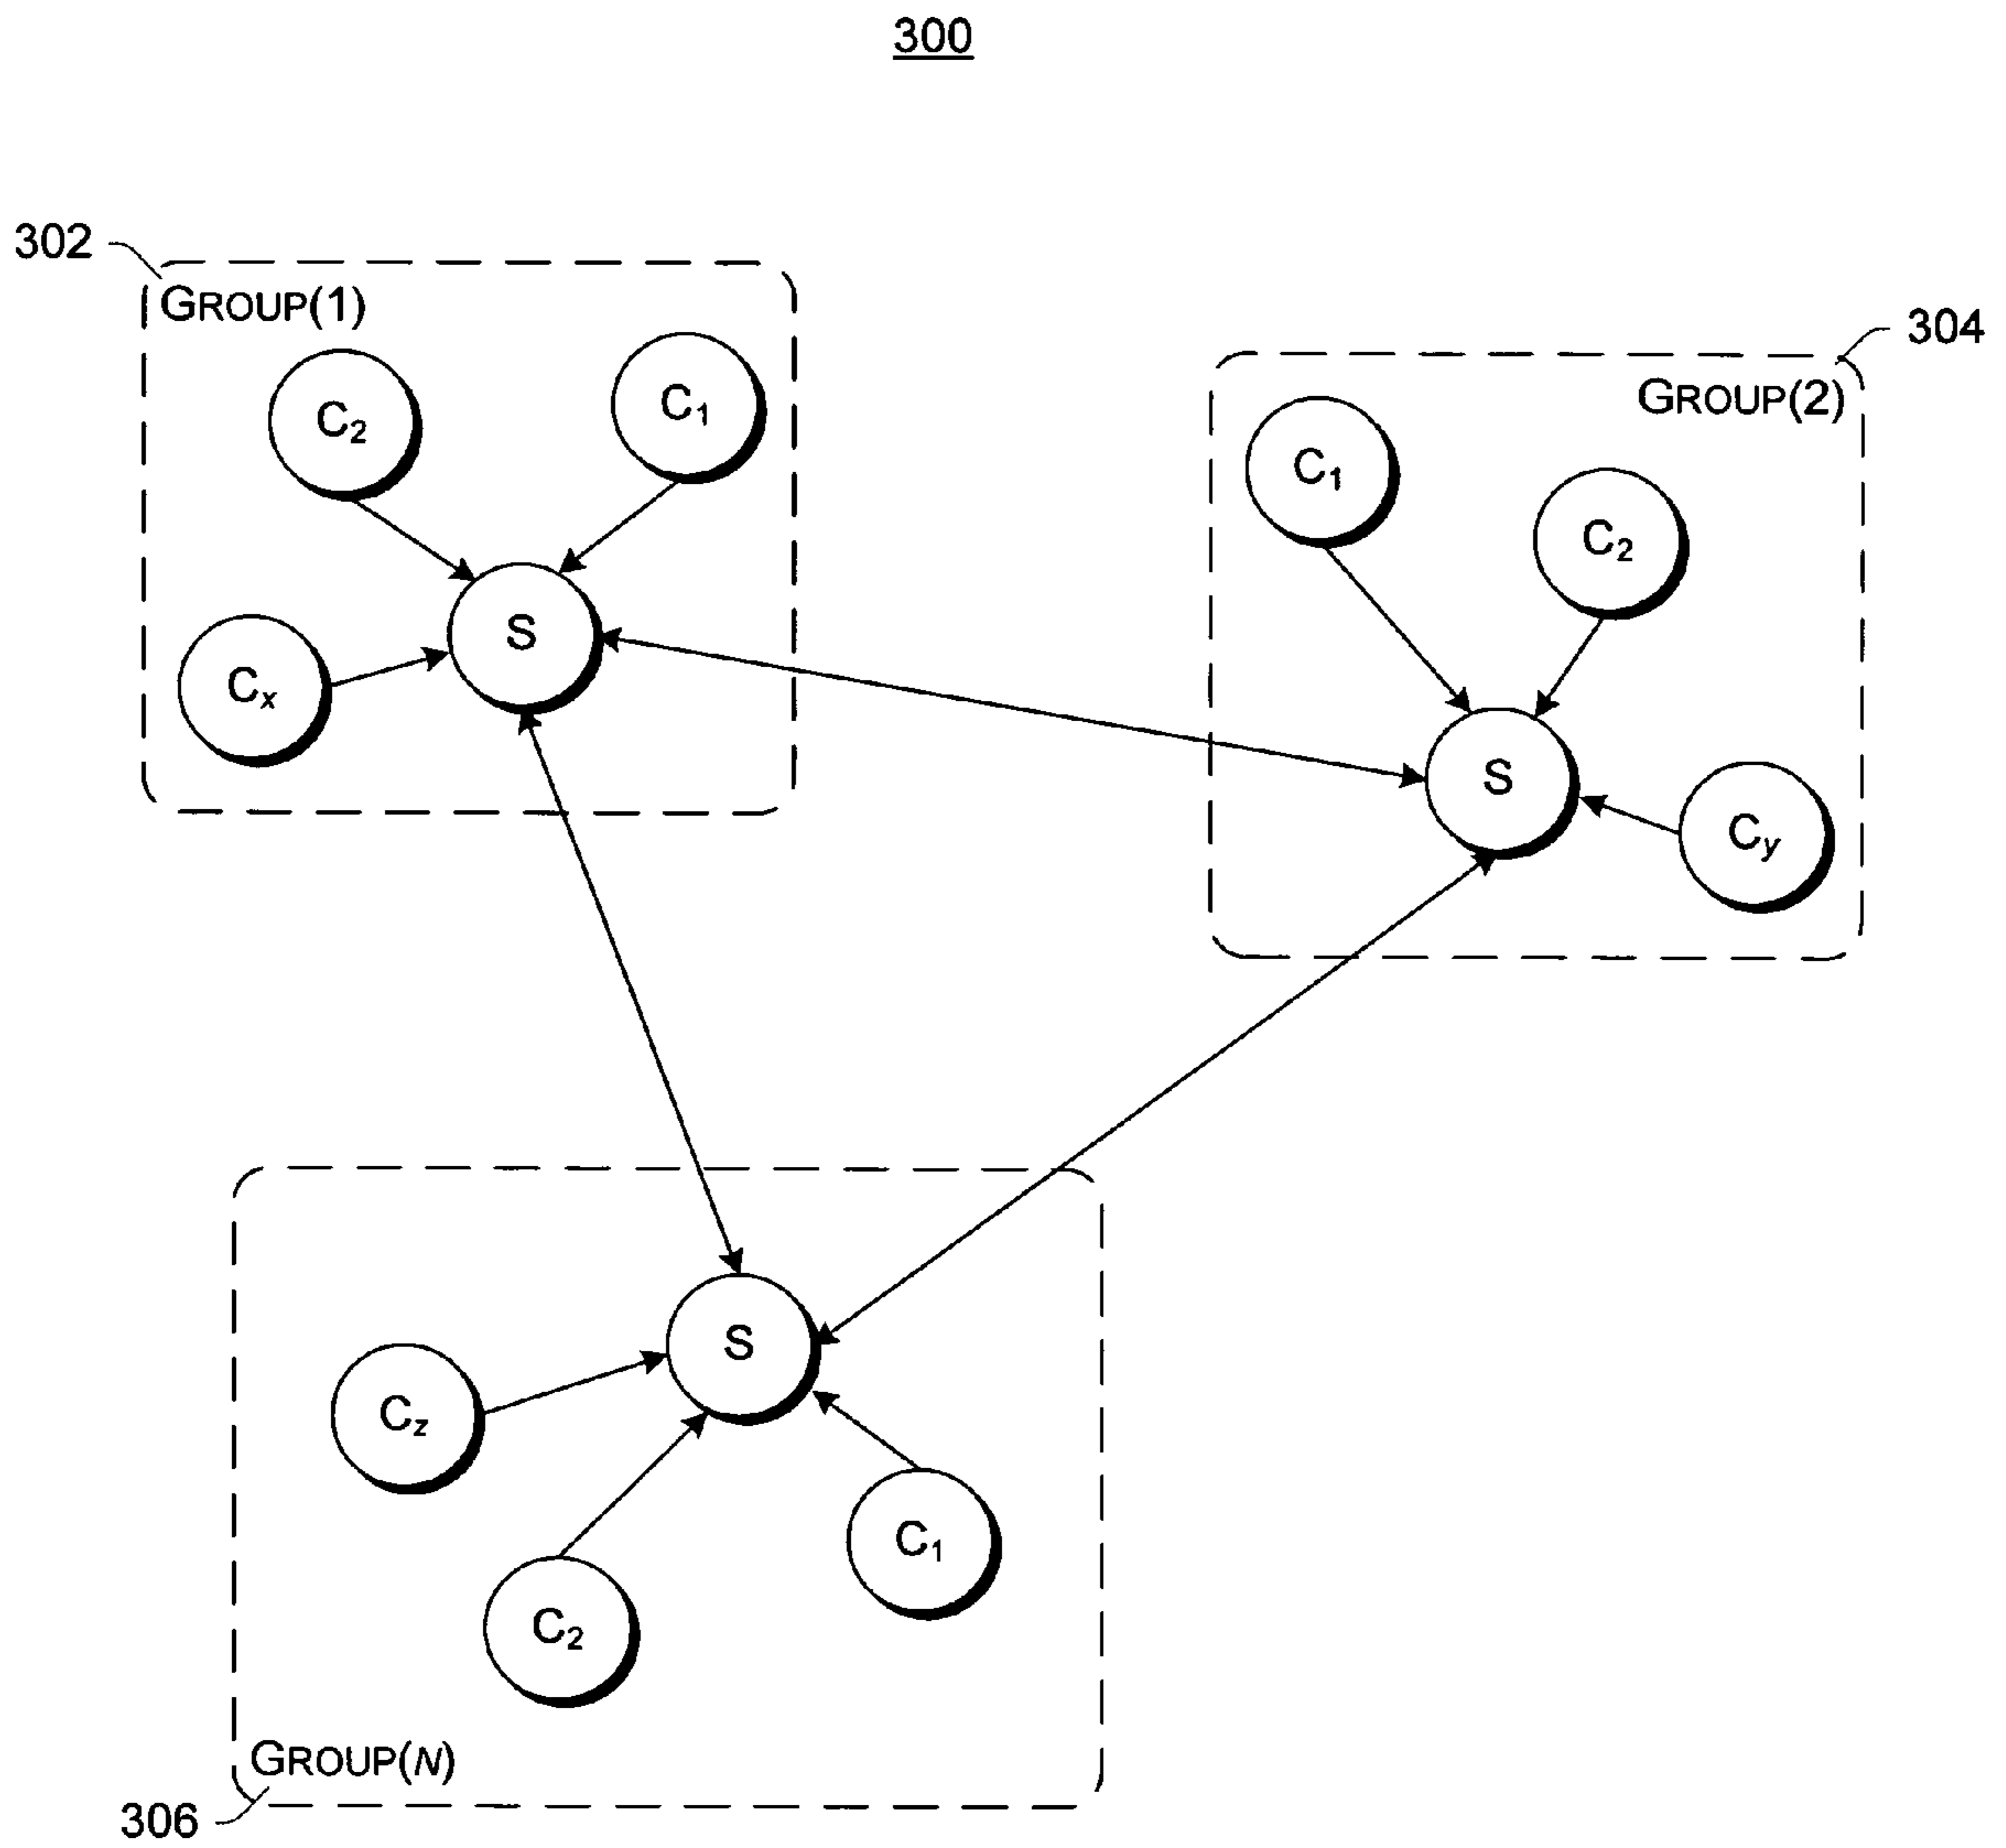 300
302
GROUP(1)
304
GROUP(2)
C1
C2
C1
C2
S
Cx
S
Cy
S
Cz
C1
C2
GROUP(N)
306